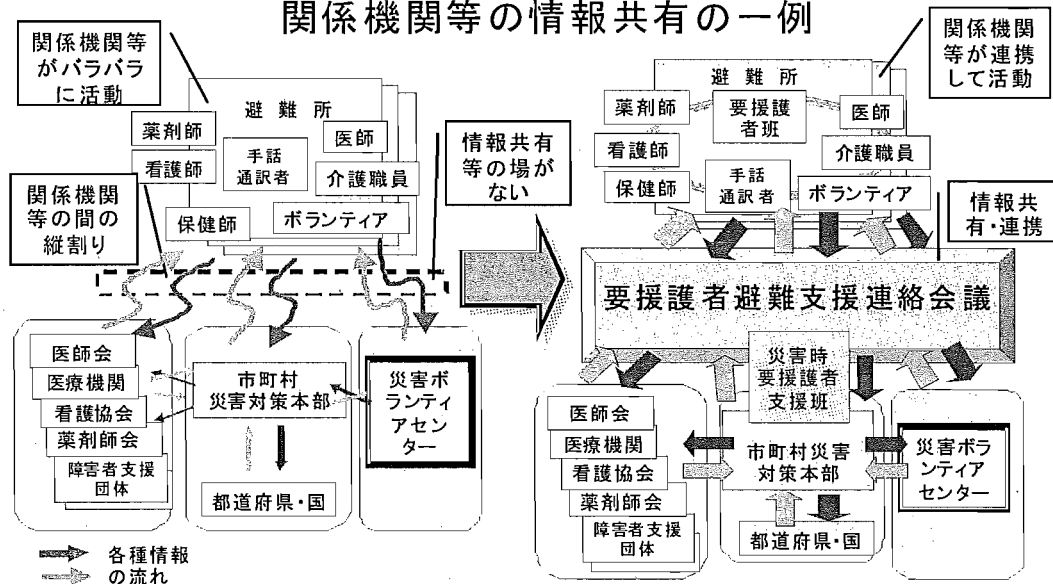 関係機関等の情報共有の一例
関係機関等
がバラバラ
に活動
避難所
薬剤師
医師
看護師
手話
通訳者
介護職員
保健師
ボランティア
関係機関
等の間の
縦割り
情報共有
等の場が
ない
医師会
医療機関
看護協会
薬剤師会
障害者支援
団体
市町村
災害対策本部
都道府県・国
災害ボ
ランティ
アセン
ター
各種情報
の流れ
関係機関
等が連携
して活動
避難所
薬剤師
要援護
者班
医師
看護師
介護職員
保健師
手話
通訳者
ボランティア
情報共
有・連携
要援護者避難支援連絡会議
災害時
要援護者
支援班
医師会
医療機関
看護協会
薬剤師会
障害者支援
団体
市町村災害
対策本部
都道府県・国
災害ボラ
ンティア
センター